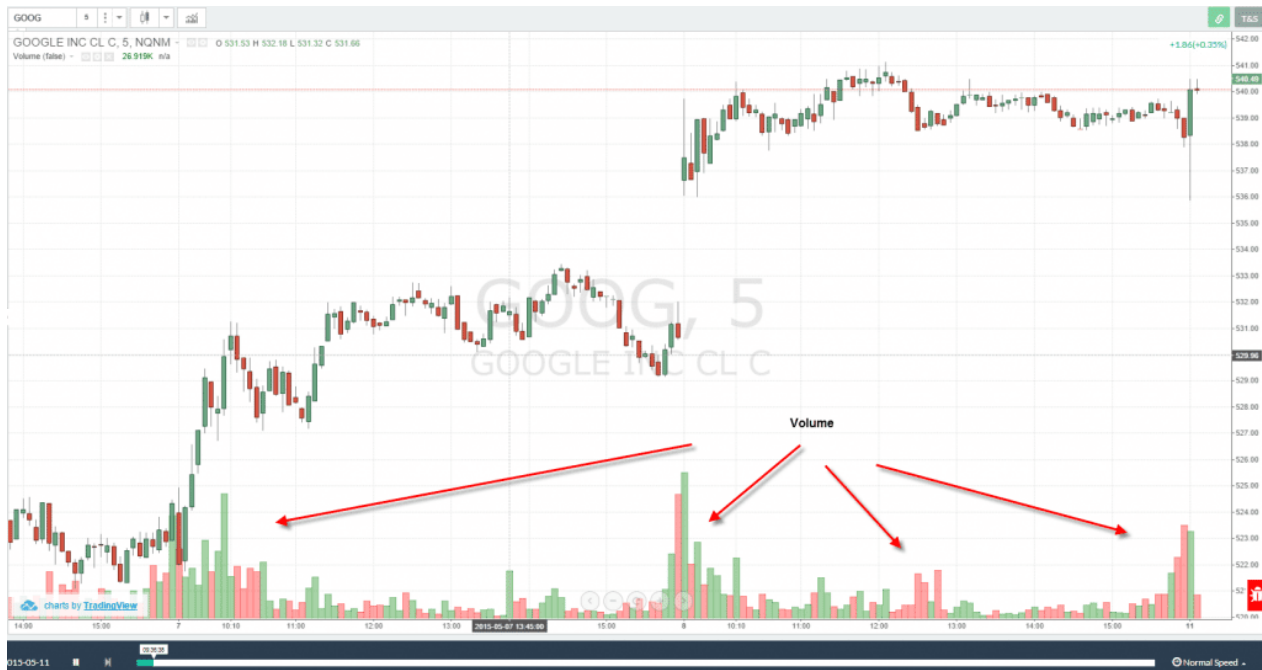 GOOG 5 T&S
GOOGLE INC CL C, 5, NQNM O 531.53 H 532.18 L 531.32 C 531.66
Volume (false) 26.919K n/a
+1.86(+0.35%)
542.00
541.00
540.49
540.00
539.00
538.00
537.00
536.00
535.00
534.00
533.00
532.00
531.00
529.98
529.00
528.00
527.00
526.00
525.00
524.00
523.00
522.00
521.00
520.00
GOOG, 5
GOOGLE INC CL C
Volume
charts by TradingView
14:00 15:00 7 10:10 11:00 12:00 13:00 2015-05-07 13:45:00 15:00 8 10:10 11:00 12:00 13:00 14:00 15:00 11
015-05-11 Normal Speed